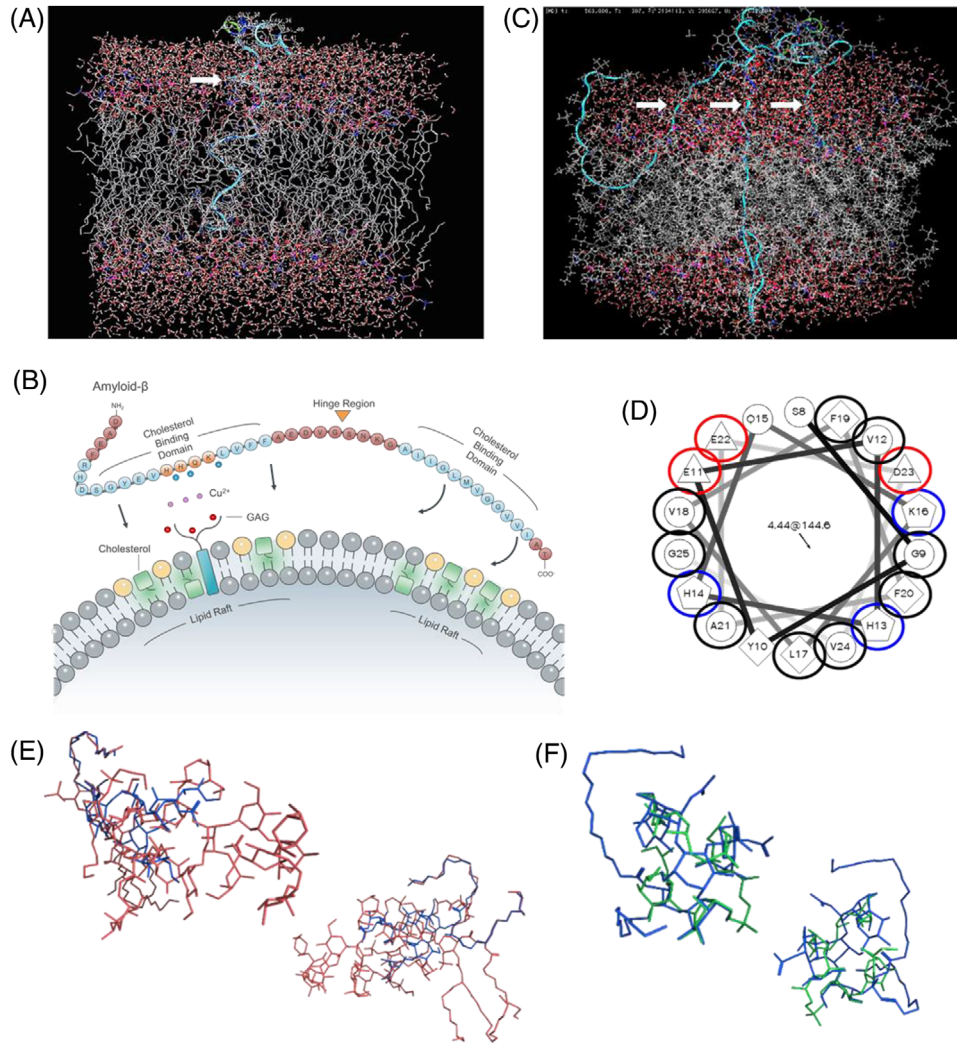 (A)
(C)
(B)
Amyloid-β
NH₂
D
A
E
F
R
H
D S G Y E V H H Q K L V F F A E D V G S N K G A I I G L M V G G V V I A T
COO⁻
Cholesterol
Binding
Domain
Hinge Region
Cholesterol
Binding
Domain
Cu²⁺
GAG
Cholesterol
Lipid Raft
Lipid Raft
(D)
Q15
S8
F19
E22
V12
E11
D23
V18
K16
4.44@144.6
G25
G9
H14
F20
A21
H13
Y10
L17
V24
(E)
(F)